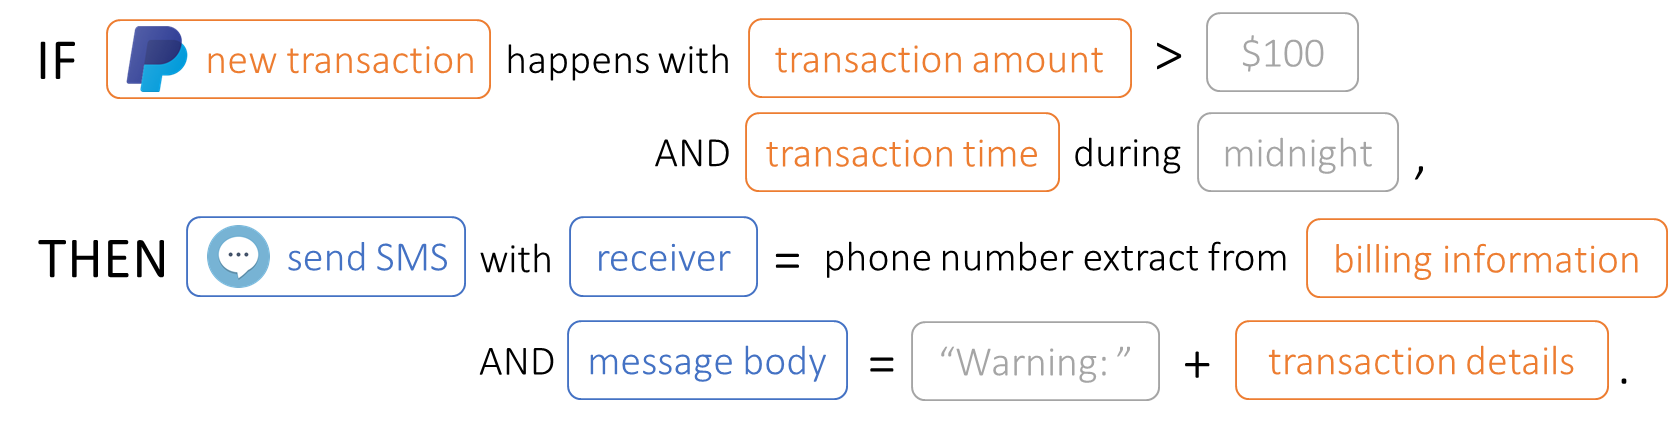 IF new transaction happens with transaction amount > $100
AND transaction time during midnight ,
THEN send SMS with receiver = phone number extract from billing information
AND message body = “Warning: ” + transaction details .